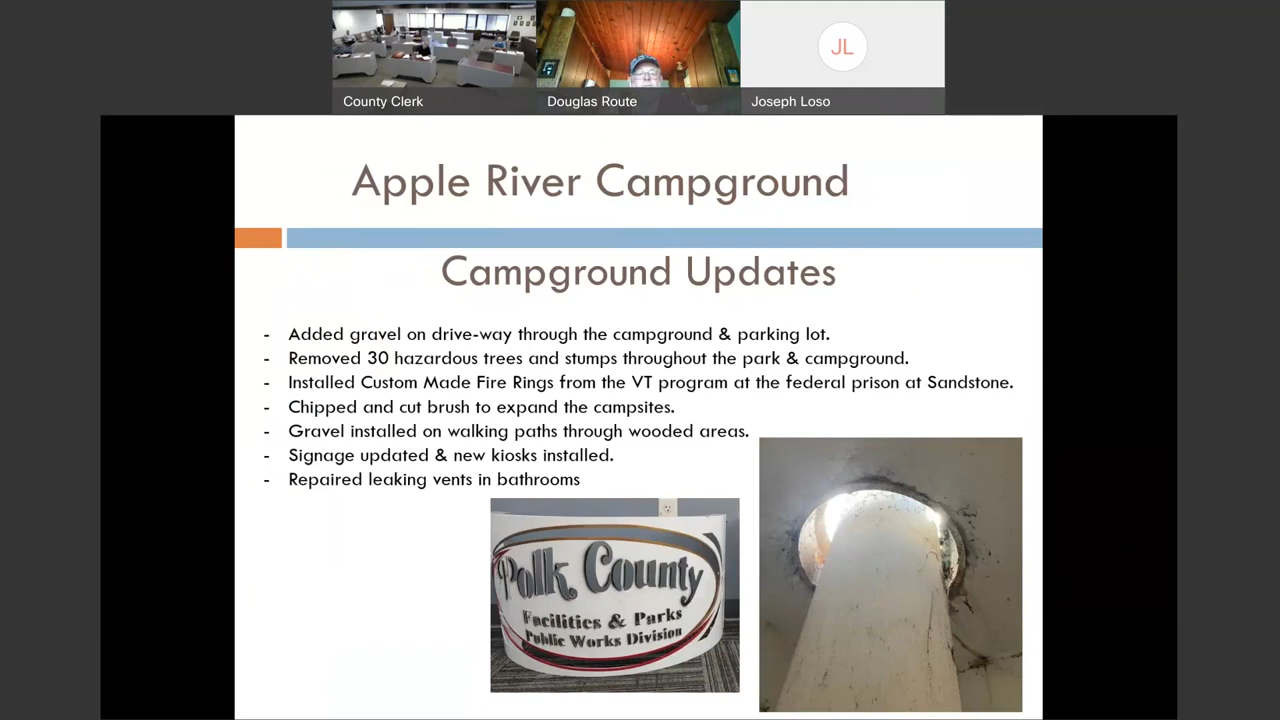 JL
County Clerk
Douglas Route
Joseph Loso
Apple River Campground
Campground Updates
- Added gravel on drive-way through the campground & parking lot.
- Removed 30 hazardous trees and stumps throughout the park & campground.
- Installed Custom Made Fire Rings from the VT program at the federal prison at Sandstone.
- Chipped and cut brush to expand the campsites.
- Gravel installed on walking paths through wooded areas.
- Signage updated & new kiosks installed.
- Repaired leaking vents in bathrooms
Polk County
Facilities & Parks
Public Works Division